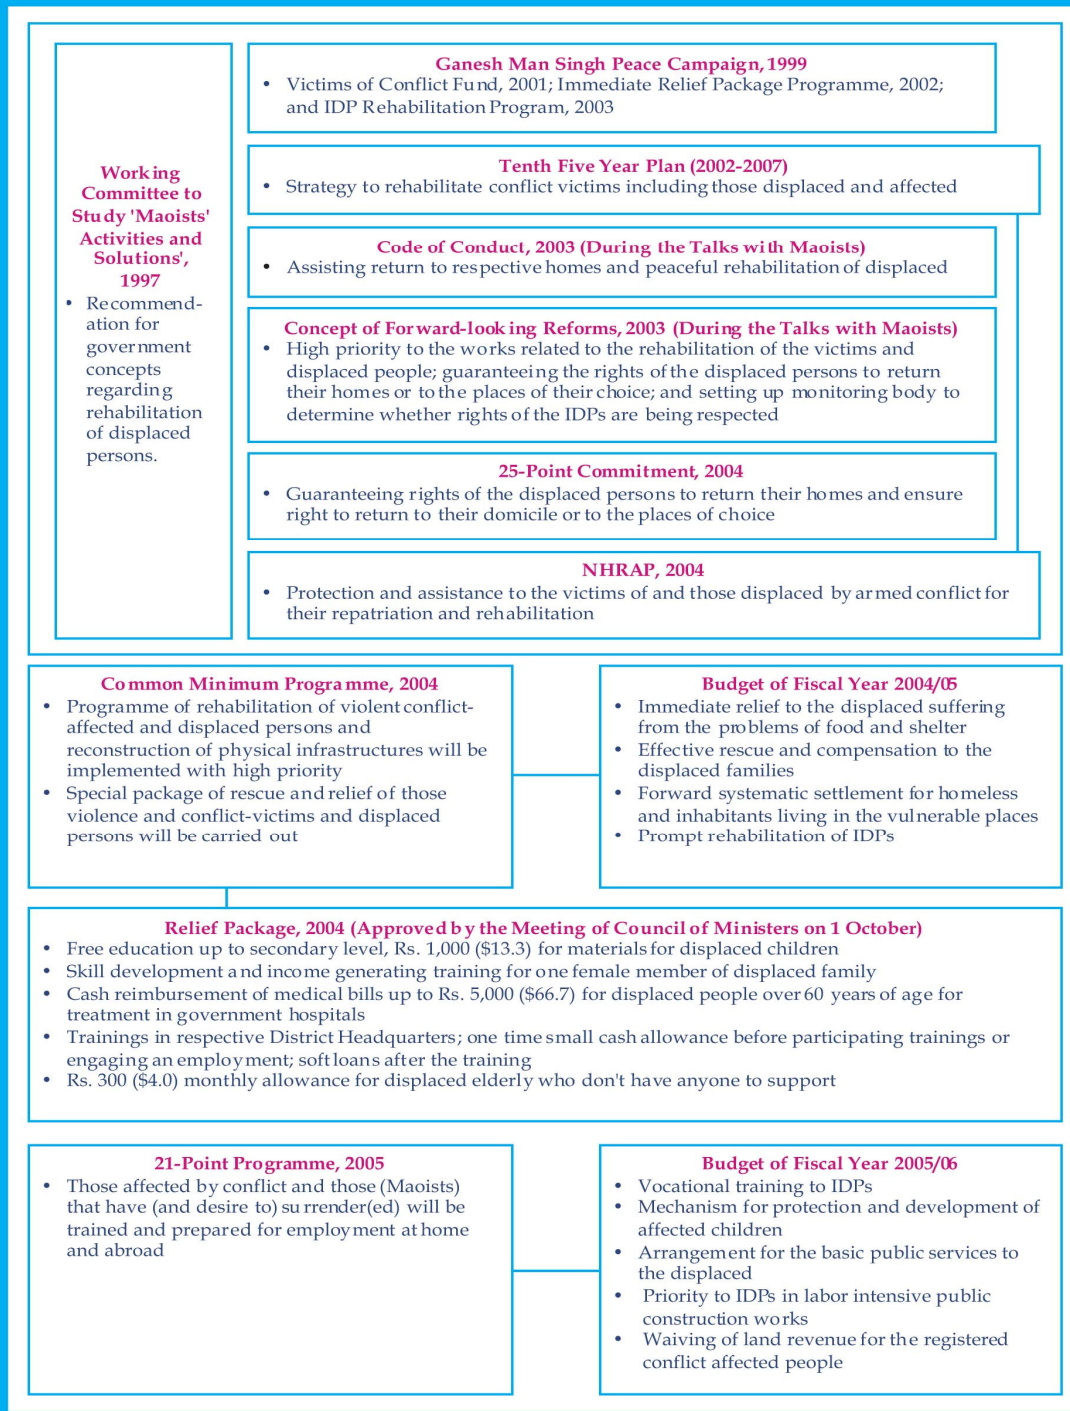 Working
Committee to
Study 'Maoists'
Activities and
Solutions',
1997
• Recommend-
ation for
government
concepts
regarding
rehabilitation
of displaced
persons.
Ganesh Man Singh Peace Campaign, 1999
• Victims of Conflict Fund, 2001; Immediate Relief Package Programme, 2002;
and IDP Rehabilitation Program, 2003
Tenth Five Year Plan (2002-2007)
• Strategy to rehabilitate conflict victims including those displaced and affected
Code of Conduct, 2003 (During the Talks with Maoists)
• Assisting return to respective homes and peaceful rehabilitation of displaced
Concept of Forward-looking Reforms, 2003 (During the Talks with Maoists)
• High priority to the works related to the rehabilitation of the victims and
displaced people; guaranteeing the rights of the displaced persons to return
their homes or to the places of their choice; and setting up monitoring body to
determine whether rights of the IDPs are being respected
25-Point Commitment, 2004
• Guaranteeing rights of the displaced persons to return their homes and ensure
right to return to their domicile or to the places of choice
NHRAP, 2004
• Protection and assistance to the victims of and those displaced by armed conflict for
their repatriation and rehabilitation
Common Minimum Programme, 2004
• Programme of rehabilitation of violent conflict-
affected and displaced persons and
reconstruction of physical infrastructures will be
implemented with high priority
• Special package of rescue and relief of those
violence and conflict-victims and displaced
persons will be carried out
Budget of Fiscal Year 2004/05
• Immediate relief to the displaced suffering
from the problems of food and shelter
• Effective rescue and compensation to the
displaced families
• Forward systematic settlement for homeless
and inhabitants living in the vulnerable places
• Prompt rehabilitation of IDPs
Relief Package, 2004 (Approved by the Meeting of Council of Ministers on 1 October)
• Free education up to secondary level, Rs. 1,000 ($13.3) for materials for displaced children
• Skill development and income generating training for one female member of displaced family
• Cash reimbursement of medical bills up to Rs. 5,000 ($66.7) for displaced people over 60 years of age for
treatment in government hospitals
• Trainings in respective District Headquarters; one time small cash allowance before participating trainings or
engaging an employment; soft loans after the training
• Rs. 300 ($4.0) monthly allowance for displaced elderly who don't have anyone to support
21-Point Programme, 2005
• Those affected by conflict and those (Maoists)
that have (and desire to) surrender(ed) will be
trained and prepared for employment at home
and abroad
Budget of Fiscal Year 2005/06
• Vocational training to IDPs
• Mechanism for protection and development of
affected children
• Arrangement for the basic public services to
the displaced
• Priority to IDPs in labor intensive public
construction works
• Waiving of land revenue for the registered
conflict affected people